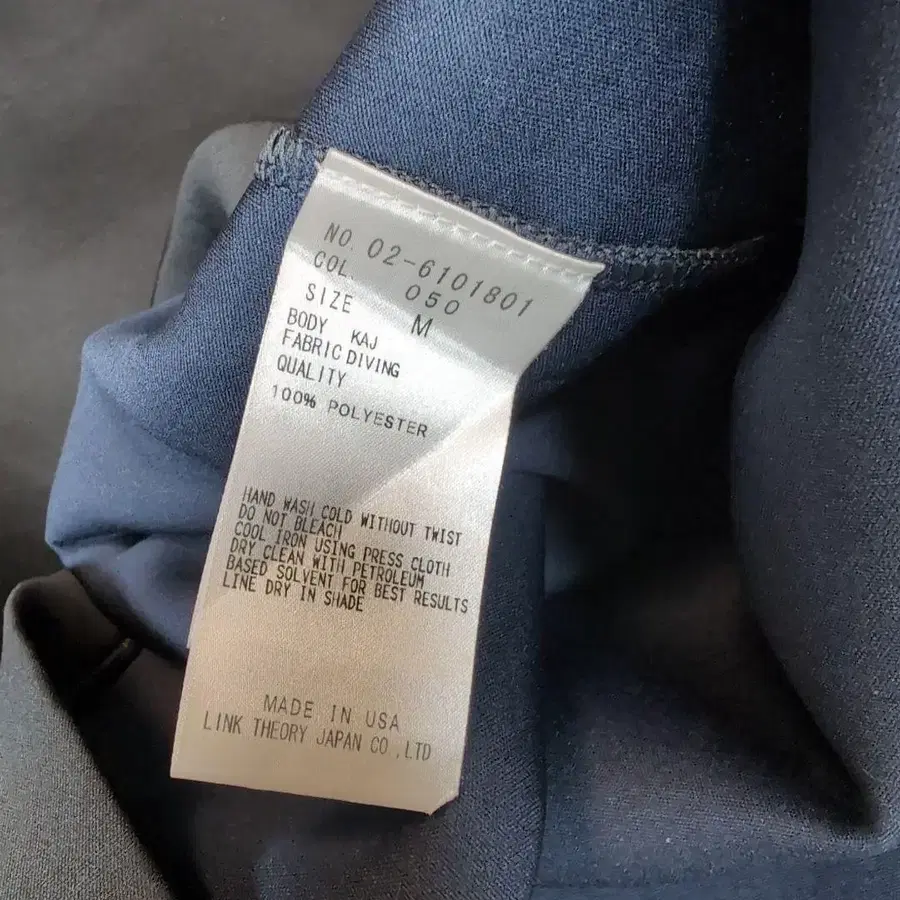 NO. 02-6101801
COL. 050
SIZE M
BODY KAJ
FABRIC DIVING
QUALITY
100% POLYESTER
HAND WASH COLD WITHOUT TWIST
DO NOT BLEACH
COOL IRON USING PRESS CLOTH
DRY CLEAN WITH PETROLEUM
BASED SOLVENT FOR BEST RESULTS
LINE DRY IN SHADE
MADE IN USA
LINK THEORY JAPAN CO.,LTD